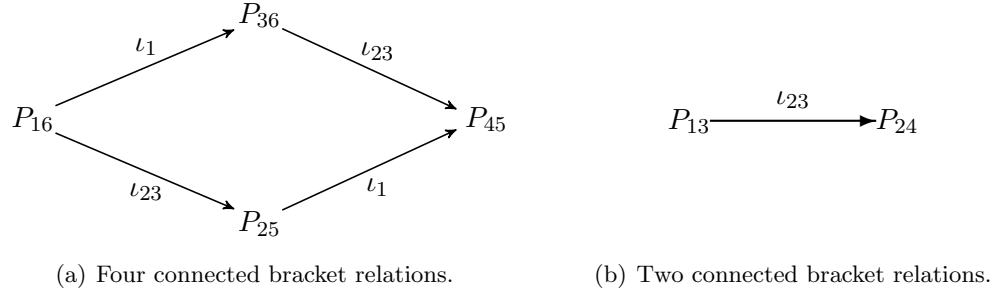 P36
ι1 ι23
P16 P45
ι23 ι1
P25
(a) Four connected bracket relations.
ι23
P13 P24
(b) Two connected bracket relations.